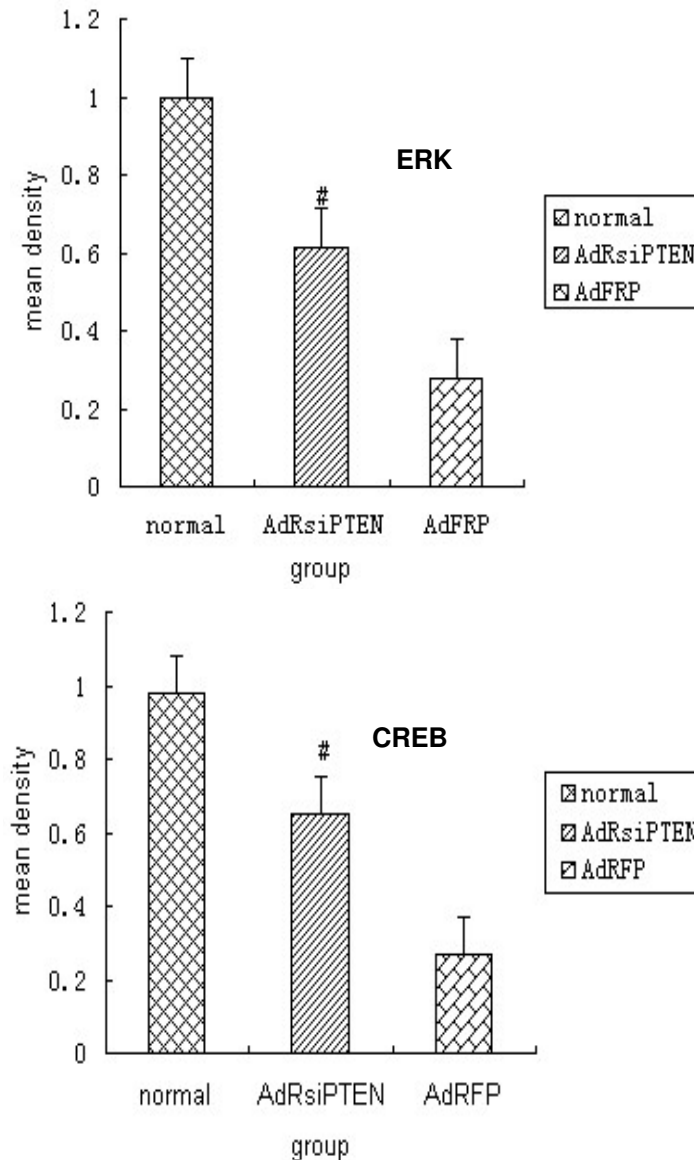 1.2
1
0.8
0.6
0.4
0.2
0
mean density
ERK
#
normal
AdRsiPTEN
AdFRP
normal AdRsiPTEN AdFRP
group
1.2
1
0.8
0.6
0.4
0.2
0
mean density
CREB
#
normal
AdRsiPTEN
AdRFP
normal AdRsiPTEN AdRFP
group